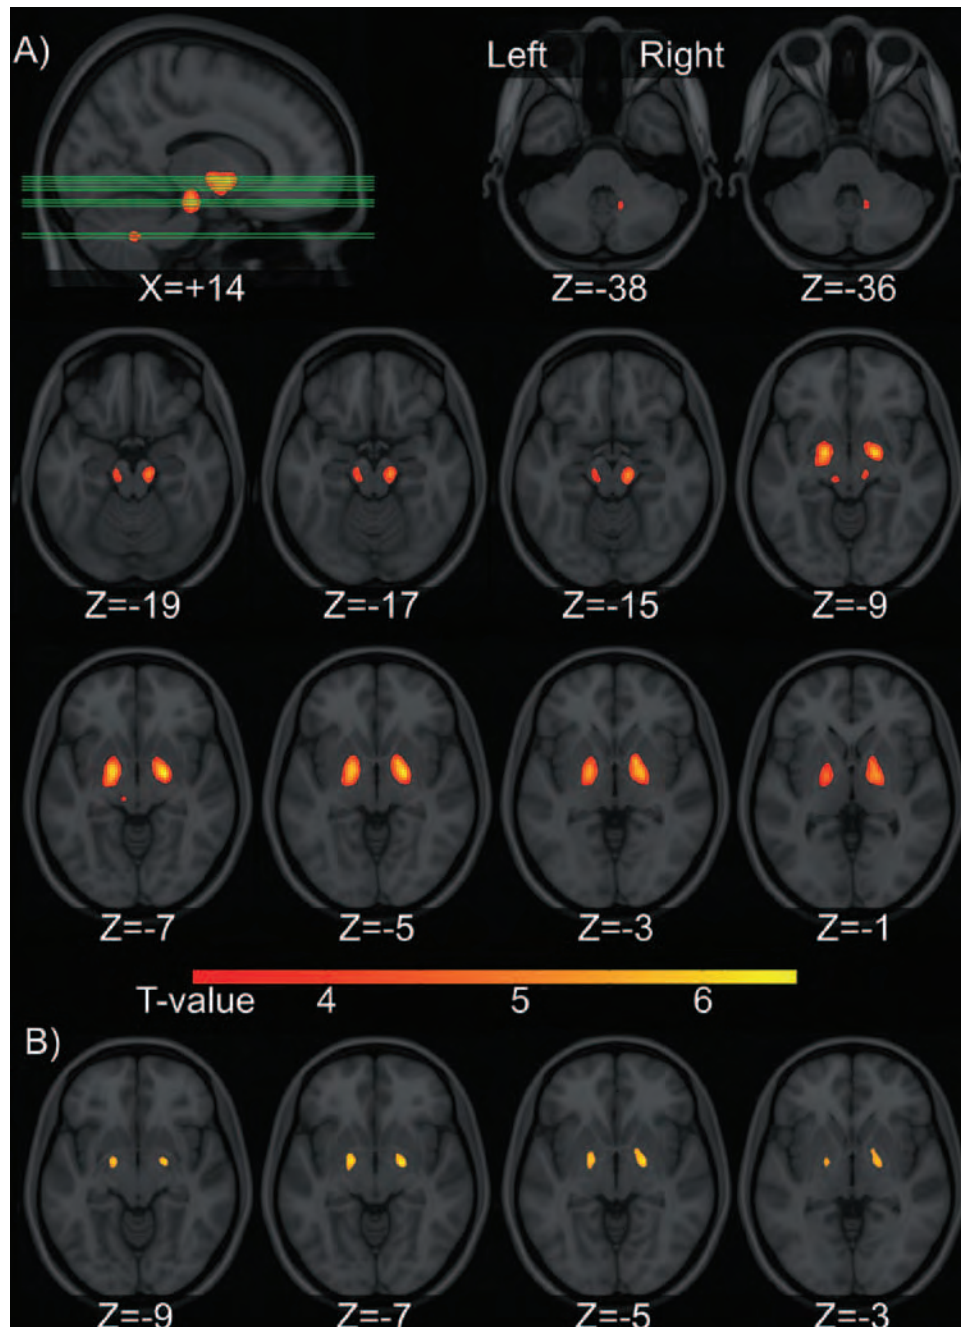 A)
Left Right
X=+14 Z=-38 Z=-36
Z=-19 Z=-17 Z=-15 Z=-9
Z=-7 Z=-5 Z=-3 Z=-1
T-value 4 5 6
B)
Z=-9 Z=-7 Z=-5 Z=-3